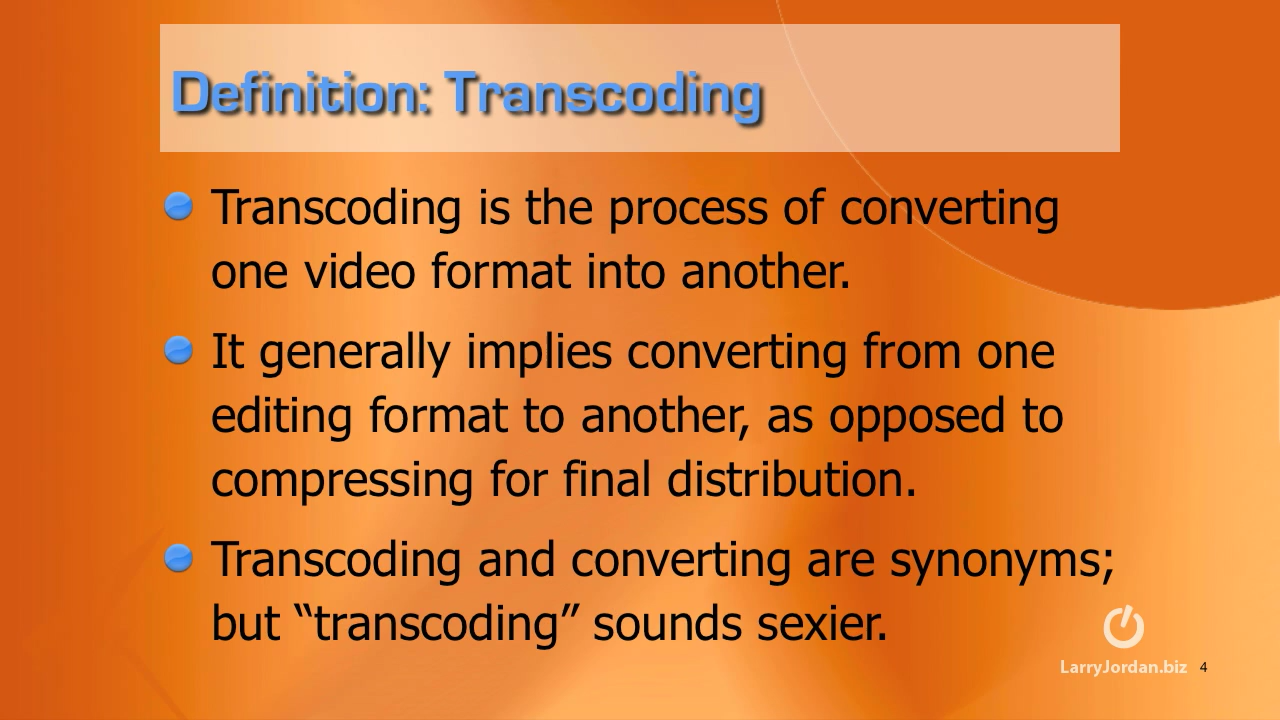 Definition: Transcoding
Transcoding is the process of converting
one video format into another.
It generally implies converting from one
editing format to another, as opposed to
compressing for final distribution.
Transcoding and converting are synonyms;
but “transcoding” sounds sexier.
LarryJordan.biz 4